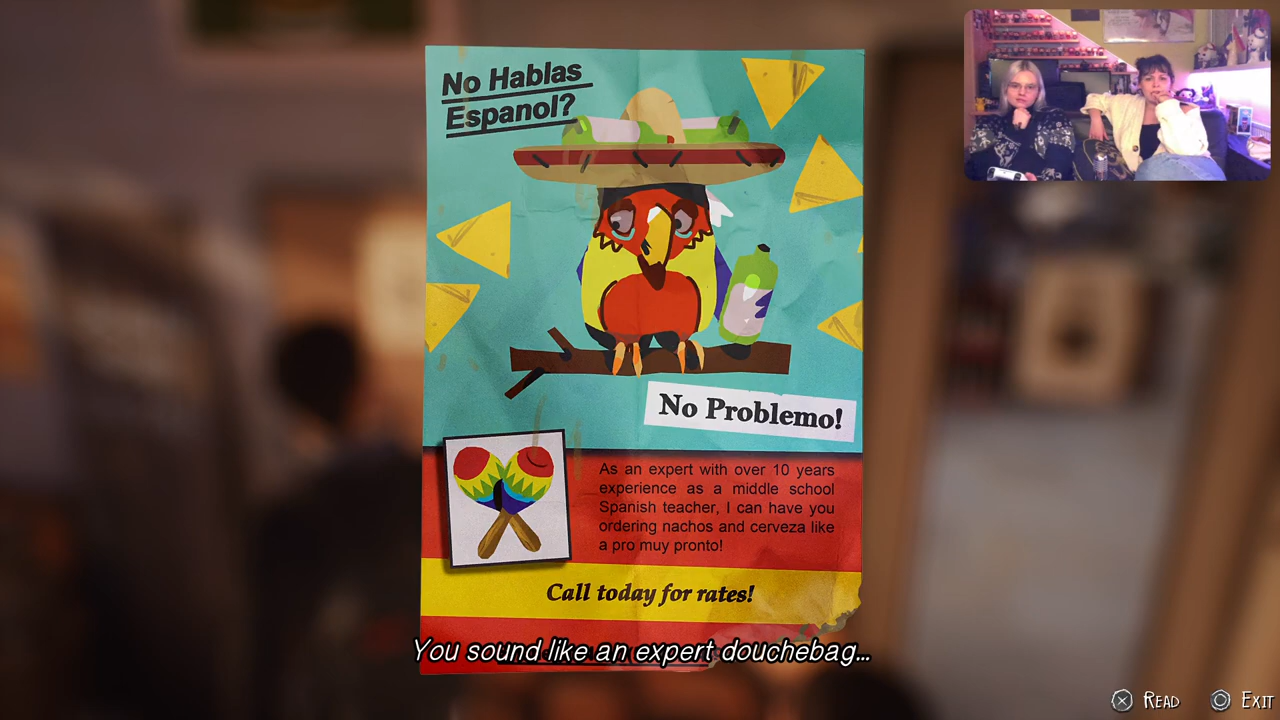 No Hablas
Espanol?
No Problemo!
As an expert with over 10 years
experience as a middle school
Spanish teacher, I can have you
ordering nachos and cerveza like
a pro muy pronto!
Call today for rates!
You sound like an expert douchebag...
READ
EXIT